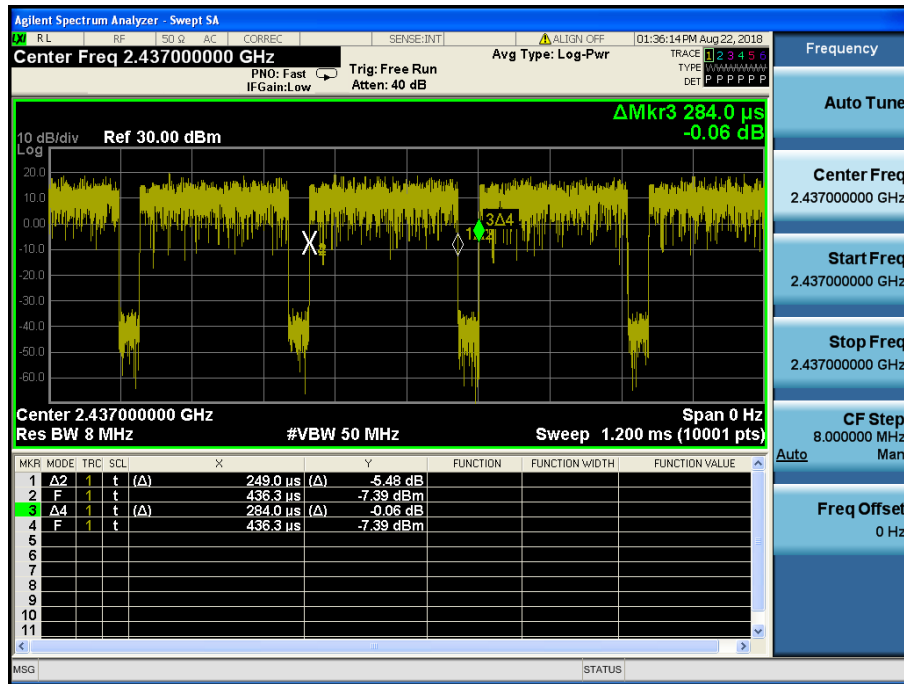 Agilent Spectrum Analyzer - Swept SA
LXI RL RF 50 Ω AC CORREC SENSE:INT ALIGN OFF 01:36:14 PM Aug 22, 2018
Center Freq 2.437000000 GHz Avg Type: Log-Pwr TRACE 1 2 3 4 5 6
PNO: Fast Trig: Free Run TYPE WWWWWW
IFGain:Low Atten: 40 dB DET P P P P P P
Frequency
Auto Tune
Center Freq
2.437000000 GHz
Start Freq
2.437000000 GHz
Stop Freq
2.437000000 GHz
CF Step
8.000000 MHz
Auto Man
Freq Offset
0 Hz
ΔMkr3 284.0 µs
-0.06 dB
10 dB/div Ref 30.00 dBm
Log
20.0
10.0
0.00
-10.0
-20.0
-30.0
-40.0
-50.0
-60.0
3Δ4
Center 2.437000000 GHz Span 0 Hz
Res BW 8 MHz #VBW 50 MHz Sweep 1.200 ms (10001 pts)
MKR MODE TRC SCL X Y FUNCTION FUNCTION WIDTH FUNCTION VALUE
1 Δ2 1 t (Δ) 249.0 µs (Δ) -5.48 dB
2 F 1 t 436.3 µs -7.39 dBm
3 Δ4 1 t (Δ) 284.0 µs (Δ) -0.06 dB
4 F 1 t 436.3 µs -7.39 dBm
5
6
7
8
9
10
11
MSG STATUS